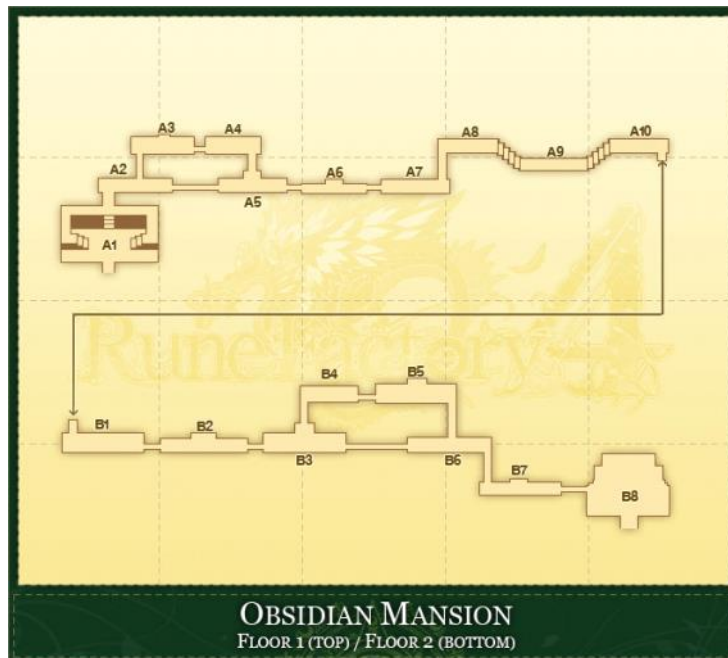 A3 A4 A8 A10
A9
A2 A6 A7
A5
A1
Rune Factory 4
B5
B4
B1 B2
B3 B6
B7
B8
OBSIDIAN MANSION
FLOOR 1 (TOP) / FLOOR 2 (BOTTOM)